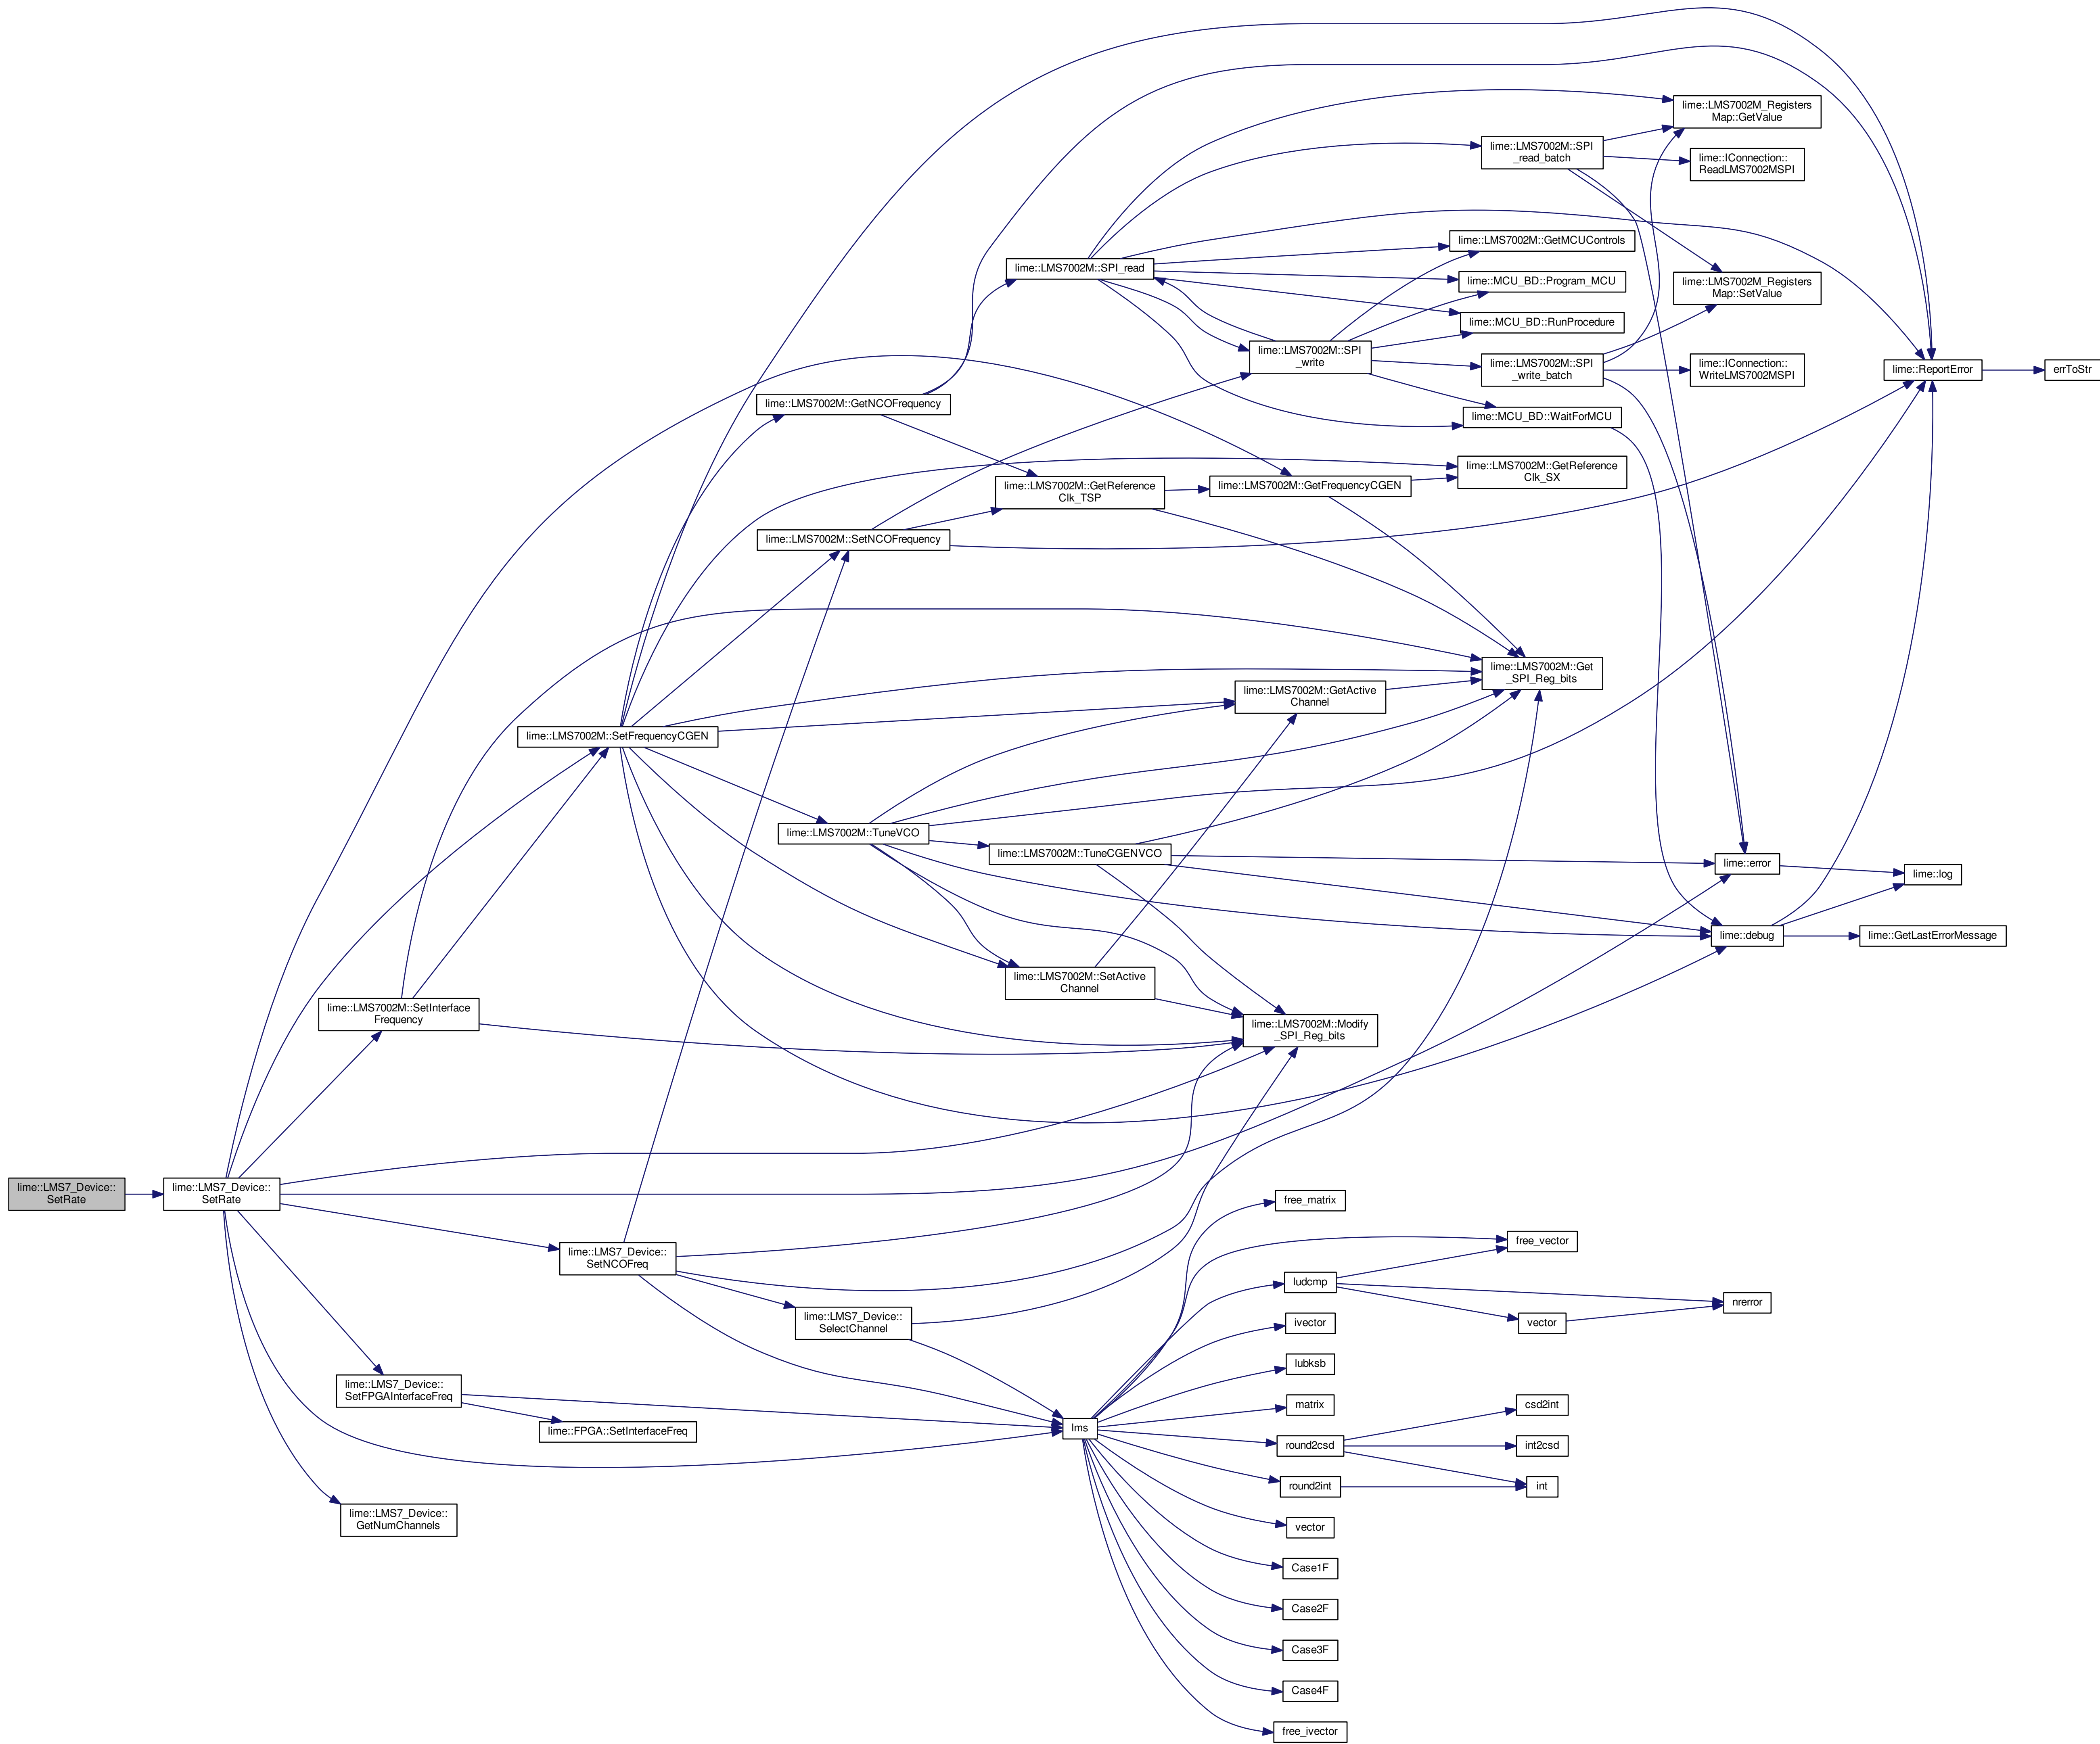 lime::LMS7_Device::
SetRate
lime::LMS7_Device::
SetRate
lime::LMS7002M::SetInterface
Frequency
lime::LMS7_Device::
SetFPGAInterfaceFreq
lime::LMS7_Device::
GetNumChannels
lime::LMS7002M::SetFrequencyCGEN
lime::LMS7_Device::
SetNCOFreq
lime::FPGA::SetInterfaceFreq
lime::LMS7002M::GetNCOFrequency
lime::LMS7002M::SetNCOFrequency
lime::LMS7002M::TuneVCO
lime::LMS7_Device::
SelectChannel
lime::LMS7002M::SPI_read
lime::LMS7002M::GetReference
Clk_TSP
lime::LMS7002M::TuneCGENVCO
lime::LMS7002M::SetActive
Channel
lms
lime::LMS7002M::SPI
_write
lime::LMS7002M::GetFrequencyCGEN
lime::LMS7002M::GetActive
Channel
lime::LMS7002M::Modify
_SPI_Reg_bits
free_matrix
ludcmp
ivector
lubksb
matrix
round2csd
round2int
vector
Case1F
Case2F
Case3F
Case4F
free_ivector
lime::LMS7002M::SPI
_read_batch
lime::LMS7002M::GetMCUControls
lime::MCU_BD::Program_MCU
lime::MCU_BD::RunProcedure
lime::LMS7002M::SPI
_write_batch
lime::MCU_BD::WaitForMCU
lime::LMS7002M::GetReference
Clk_SX
lime::LMS7002M::Get
_SPI_Reg_bits
free_vector
vector
csd2int
int2csd
int
lime::LMS7002M_Registers
Map::GetValue
lime::IConnection::
ReadLMS7002MSPI
lime::LMS7002M_Registers
Map::SetValue
lime::IConnection::
WriteLMS7002MSPI
lime::error
lime::debug
nrerror
lime::ReportError
lime::log
lime::GetLastErrorMessage
errToStr